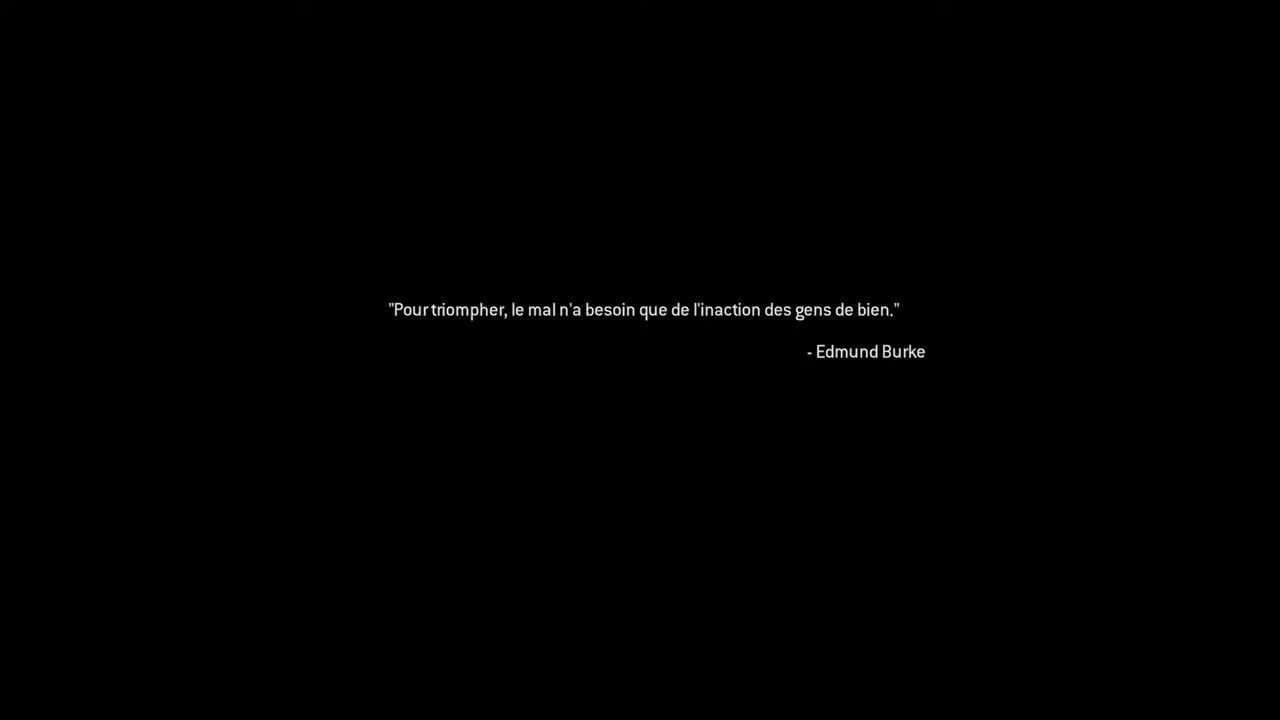 "Pour triompher, le mal n'a besoin que de l'inaction des gens de bien."
- Edmund Burke